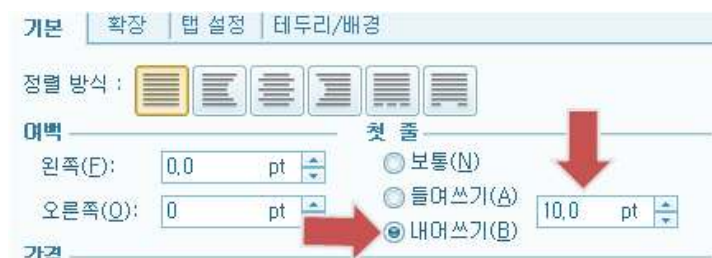 기본 확장 탭 설정 테두리/배경
정렬 방식 :
여백 첫 줄
왼쪽(F): 0,0 pt 보통(N)
들여쓰기(A) 10,0 pt
오른쪽(O): 0 pt 내어쓰기(B)
간격